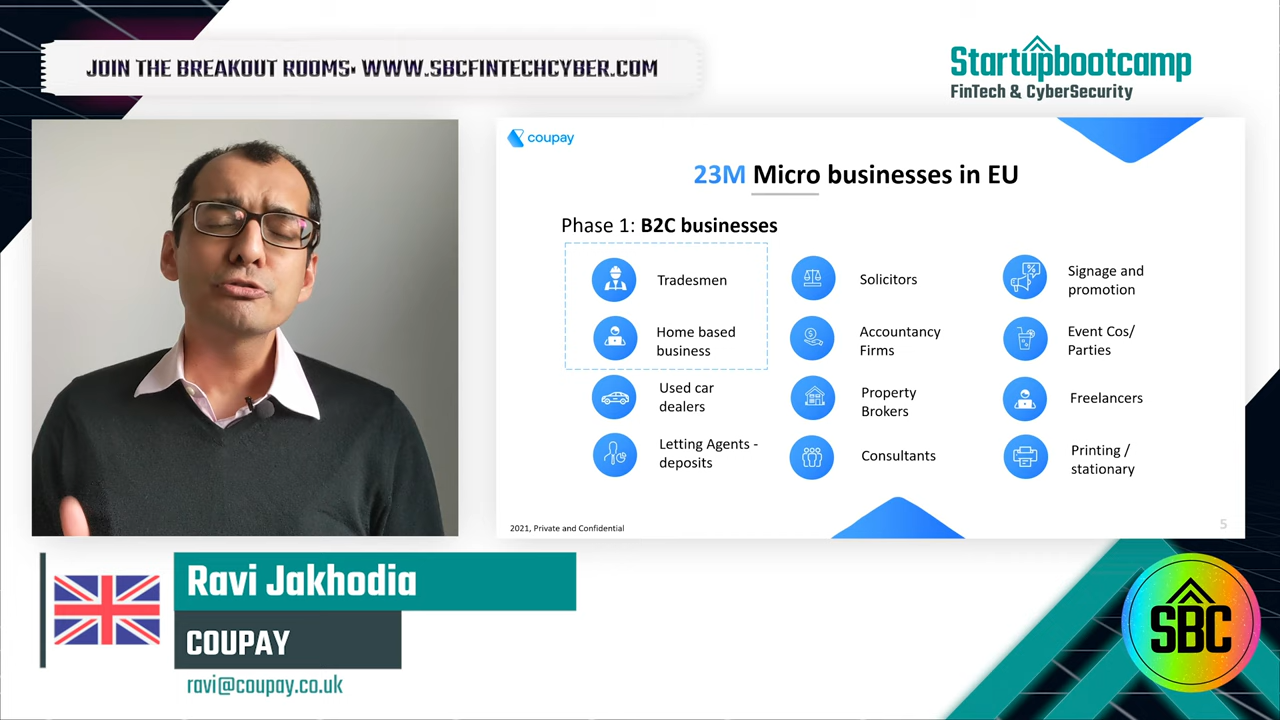 JOIN THE BREAKOUT ROOMS: WWW.SBCFINTECHCYBER.COM
Startupbootcamp
FinTech & CyberSecurity
coupay
23M Micro businesses in EU
Phase 1: B2C businesses
Tradesmen
Home based
business
Used car
dealers
Letting Agents -
deposits
Solicitors
Accountancy
Firms
Property
Brokers
Consultants
Signage and
promotion
Event Cos/
Parties
Freelancers
Printing /
stationary
2021, Private and Confidential
5
Ravi Jakhodia
COUPAY
ravi@coupay.co.uk
SBC